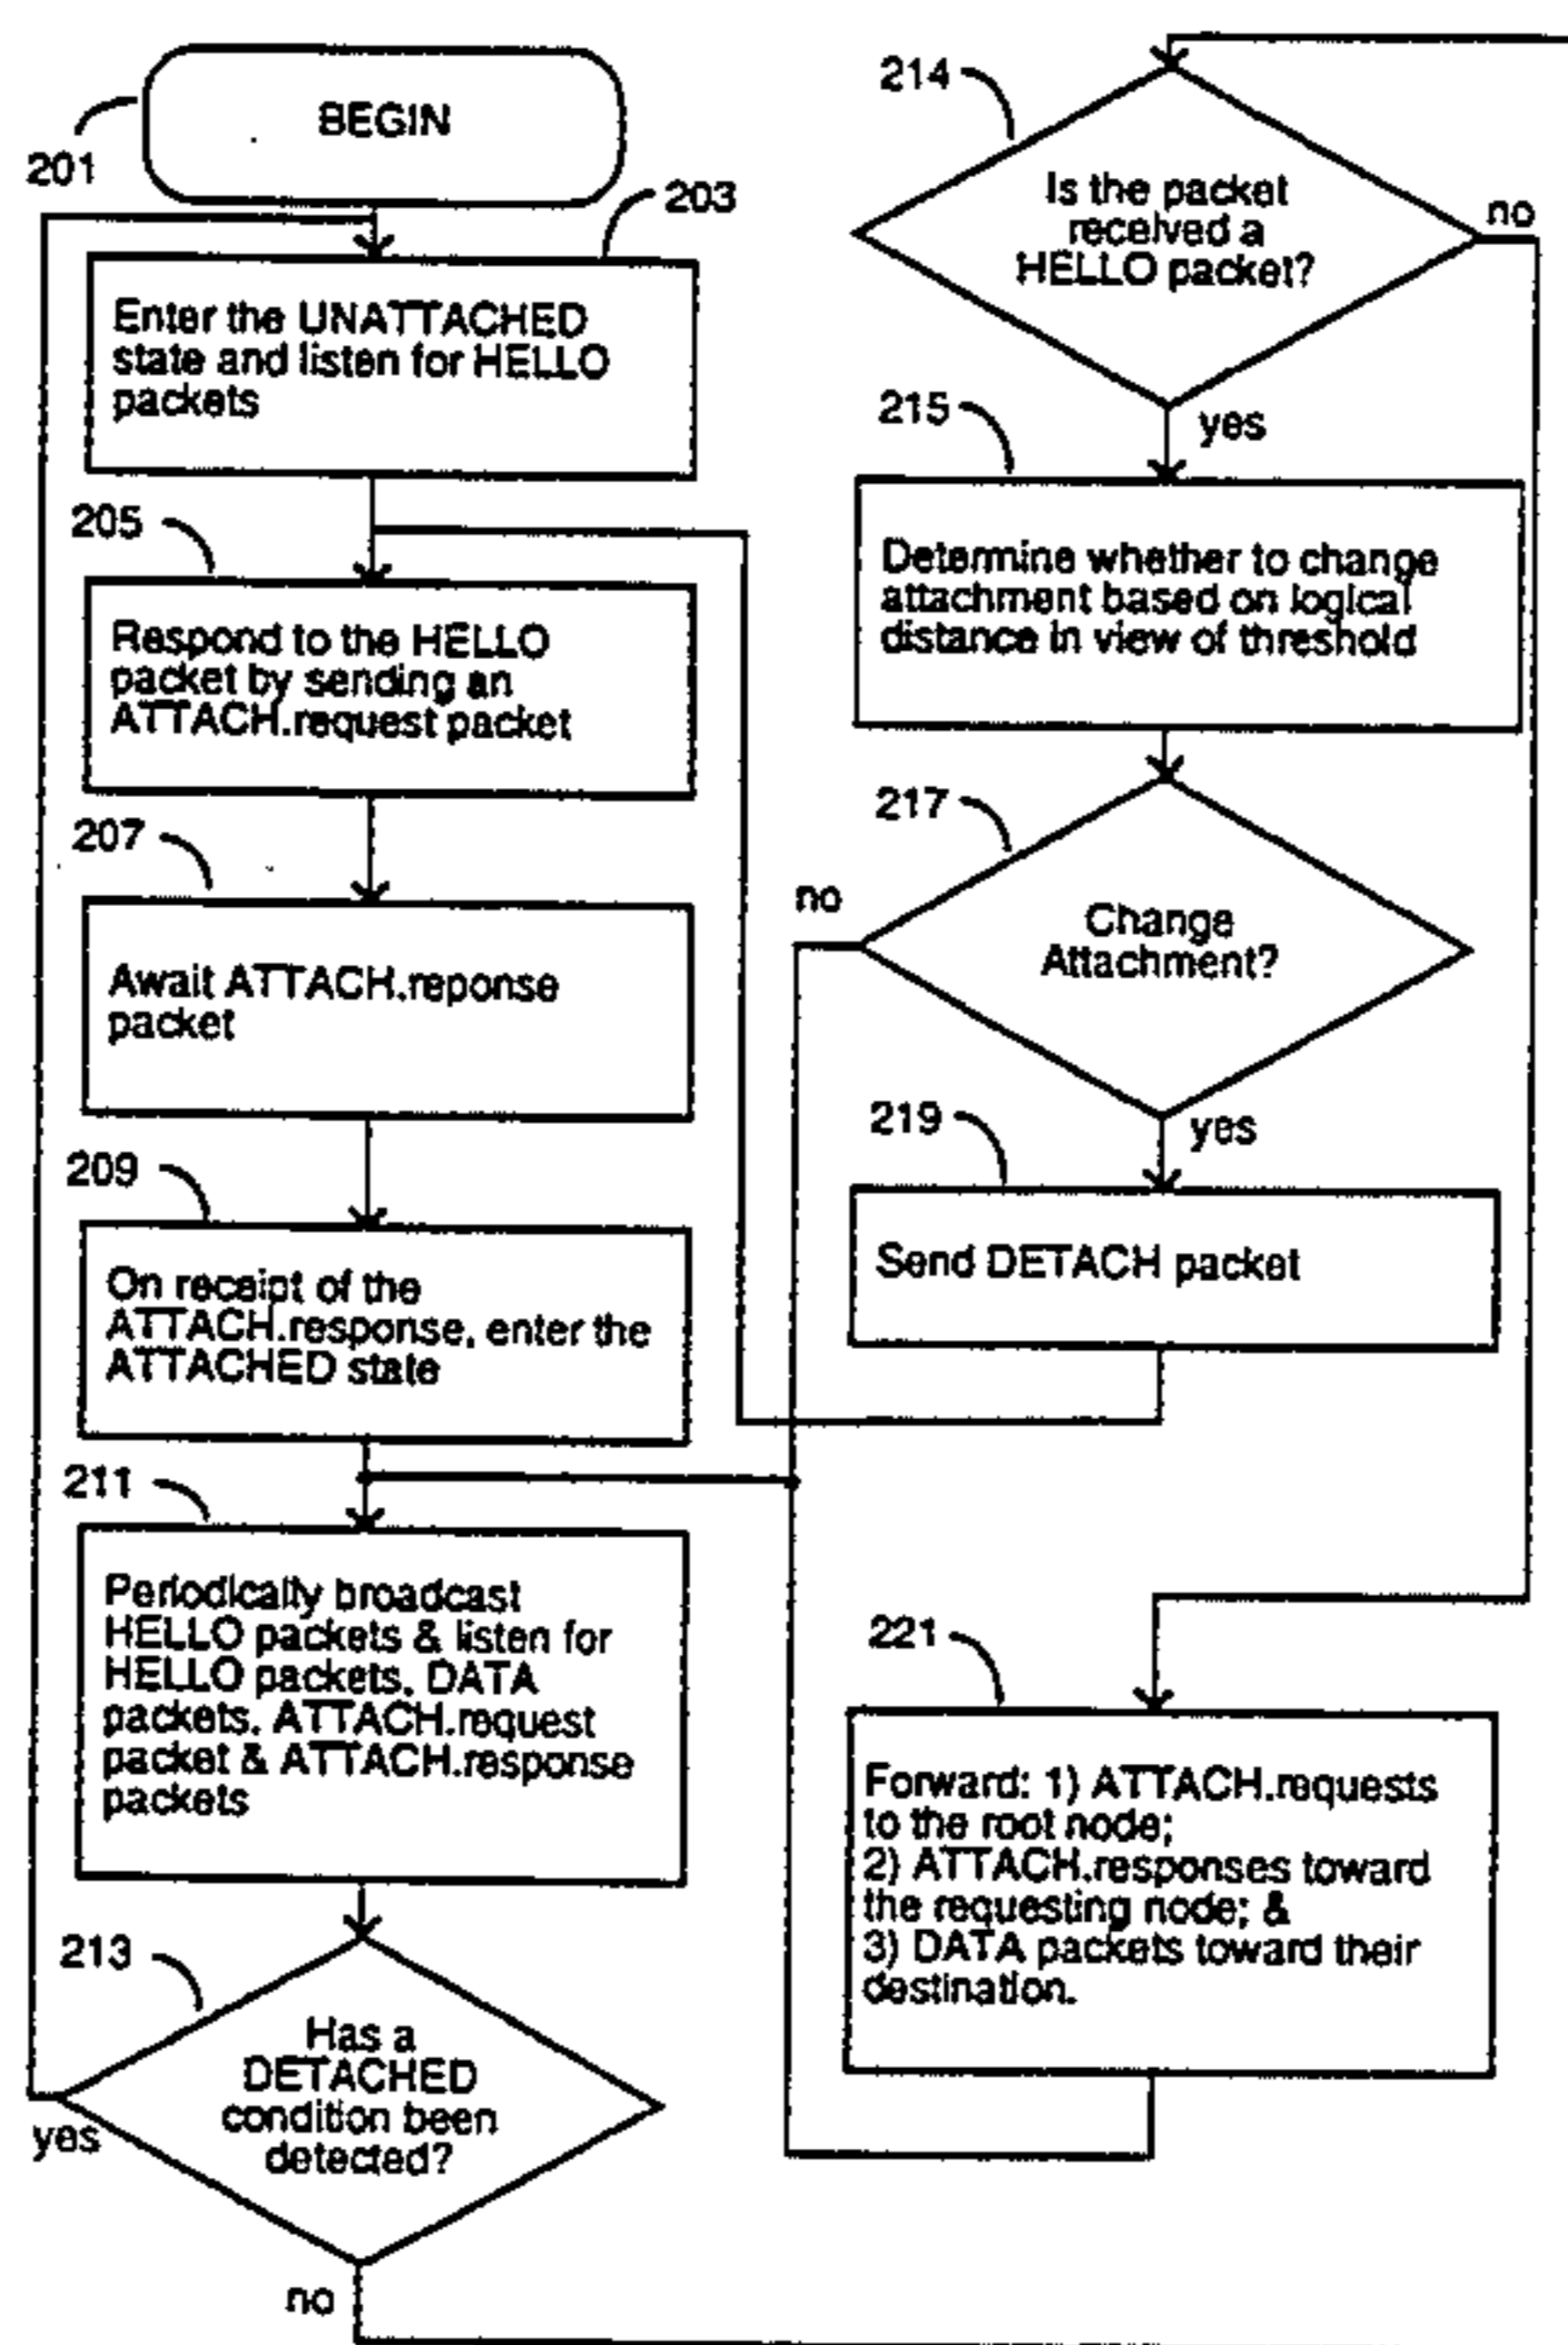 201
BEGIN
203
Enter the UNATTACHED
state and listen for HELLO
packets
205
Respond to the HELLO
packet by sending an
ATTACH.request packet
207
Await ATTACH.reponse
packet
209
On receipt of the
ATTACH.response, enter the
ATTACHED state
211
Periodically broadcast
HELLO packets & listen for
HELLO packets, DATA
packets, ATTACH.request
packet & ATTACH.response
packets
213
Has a
DETACHED
condition been
detected?
yes
no
214
Is the packet
received a
HELLO packet?
no
yes
215
Determine whether to change
attachment based on logical
distance in view of threshold
217
no
Change
Attachment?
yes
219
Send DETACH packet
221
Forward: 1) ATTACH.requests
to the root node;
2) ATTACH.responses toward
the requesting node; &
3) DATA packets toward their
destination.